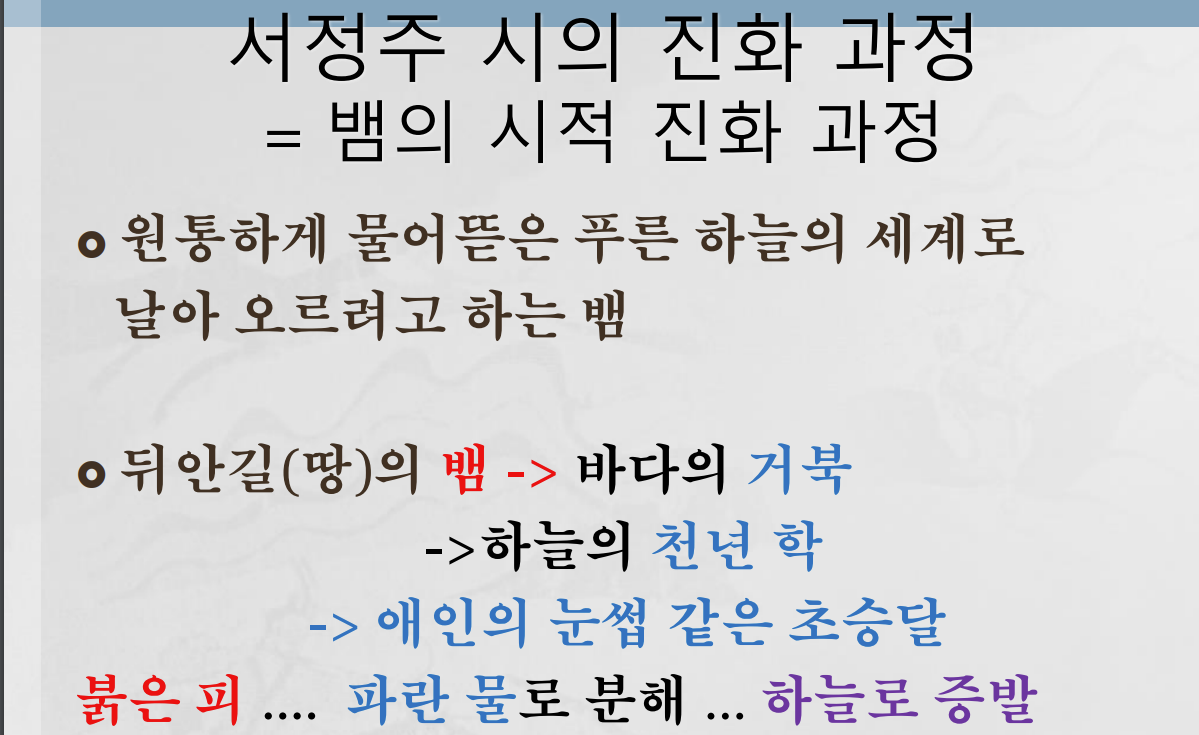 서정주 시의 진화 과정
= 뱀의 시적 진화 과정
원통하게 물어뜯은 푸른 하늘의 세계로
날아 오르려고 하는 뱀
뒤안길(땅)의 뱀 -> 바다의 거북
->하늘의 천년 학
-> 애인의 눈썹 같은 초승달
붉은 피 .... 파란 물로 분해 ... 하늘로 증발